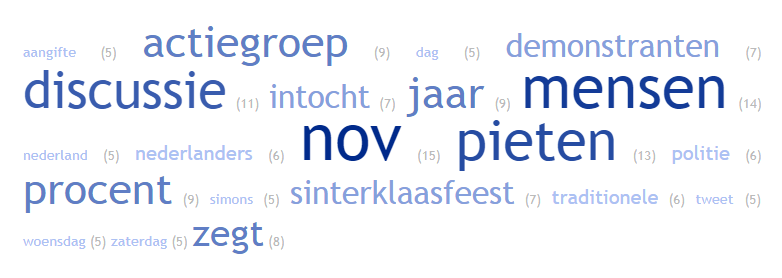 aangifte (5) actiegroep (9) dag (5) demonstranten (7)
discussie (11) intocht (7) jaar (9) mensen (14)
nederland (5) nederlanders (6) nov (15) pieten (13) politie (6)
procent (9) simons (5) sinterklaasfeest (7) traditionele (6) tweet (5)
woensdag (5) zaterdag (5) zegt (8)